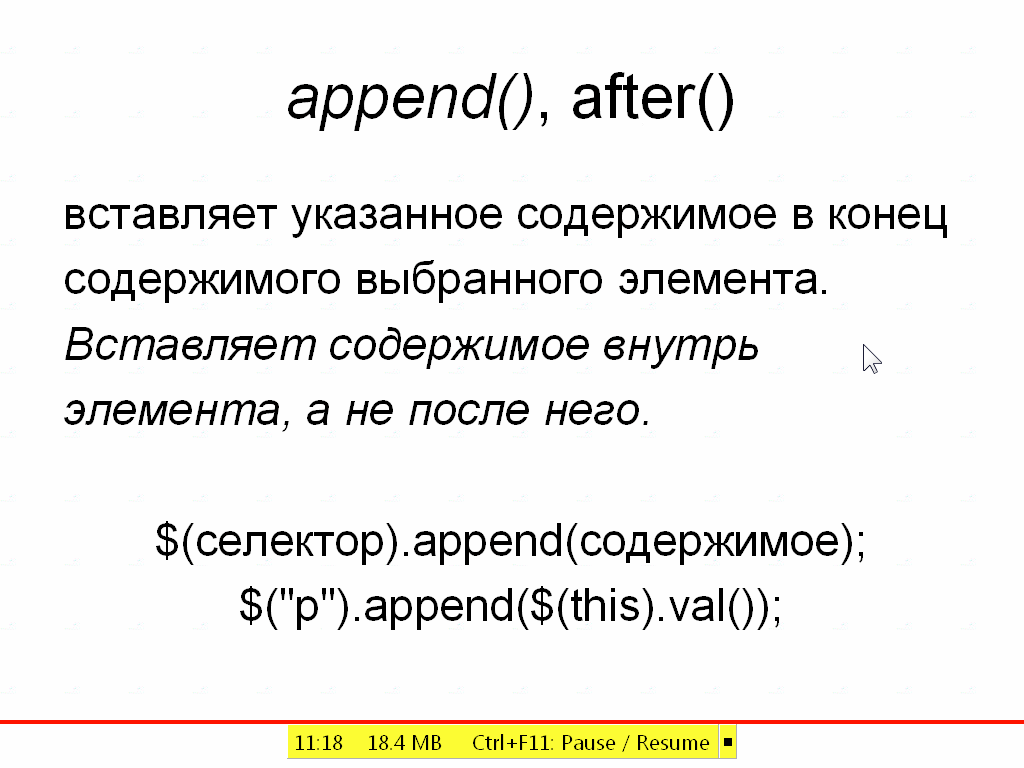 append(), after()
вставляет указанное содержимое в конец
содержимого выбранного элемента.
Вставляет содержимое внутрь
элемента, а не после него.
$(селектор).append(содержимое);
$("p").append($(this).val());
11:18 18.4 MB Ctrl+F11: Pause / Resume